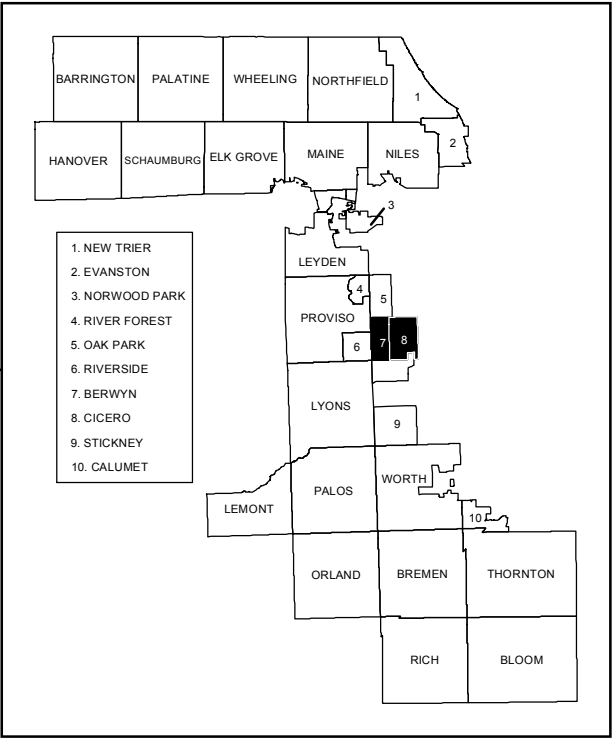 BARRINGTON PALATINE WHEELING NORTHFIELD
1
2
HANOVER SCHAUMBURG ELK GROVE MAINE NILES
3
1. NEW TRIER
2. EVANSTON
3. NORWOOD PARK
4. RIVER FOREST
5. OAK PARK
6. RIVERSIDE
7. BERWYN
8. CICERO
9. STICKNEY
10. CALUMET
LEYDEN
4
5
PROVISO
6
7
8
LYONS
9
WORTH
PALOS
LEMONT
10
ORLAND BREMEN THORNTON
RICH BLOOM